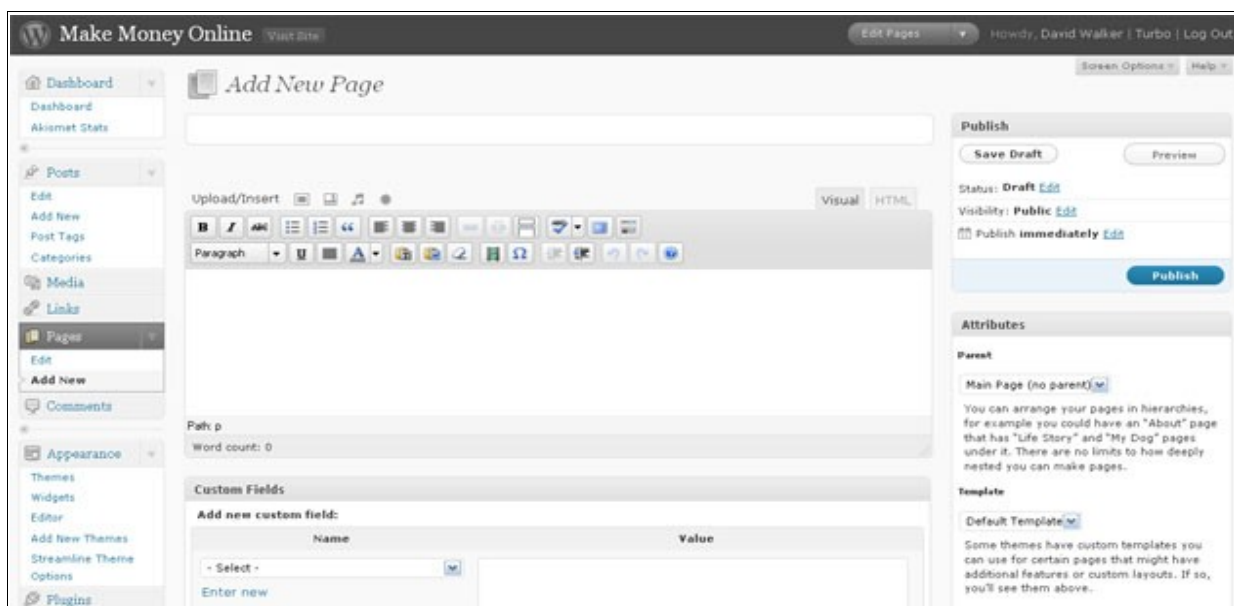 Make Money Online Visit Site
Edit Pages
Howdy, David Walker | Turbo | Log Out
Screen Options Help
Dashboard
Dashboard
Akismet Stats
Posts
Edit
Add New
Post Tags
Categories
Media
Links
Pages
Edit
Add New
Comments
Appearance
Themes
Widgets
Editor
Add New Themes
Streamline Theme
Options
Plugins
Add New Page
Upload/Insert
Visual HTML
B I ABC
Paragraph U A Ω
Path: p
Word count: 0
Custom Fields
Add new custom field:
Name Value
- Select -
Enter new
Publish
Save Draft Preview
Status: Draft Edit
Visibility: Public Edit
Publish immediately Edit
Publish
Attributes
Parent
Main Page (no parent)
You can arrange your pages in hierarchies,
for example you could have an "About" page
that has "Life Story" and "My Dog" pages
under it. There are no limits to how deeply
nested you can make pages.
Template
Default Template
Some themes have custom templates you
can use for certain pages that might have
additional features or custom layouts. If so,
you'll see them above.